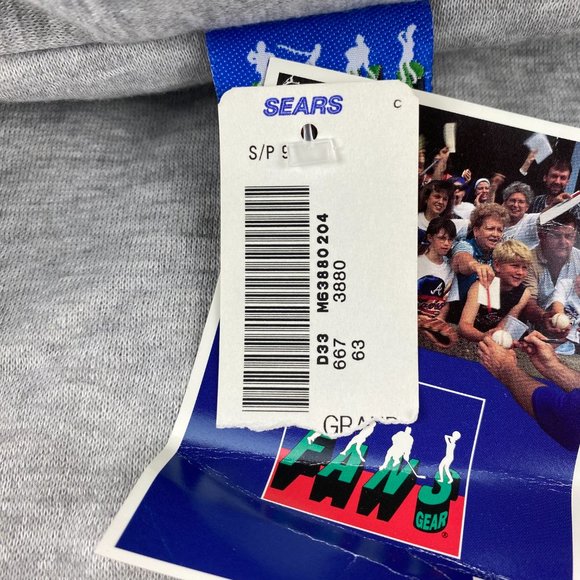 SEARS
C
S/P 9
M63880204
3880
D33
667
63
A
FANS
GEAR
®